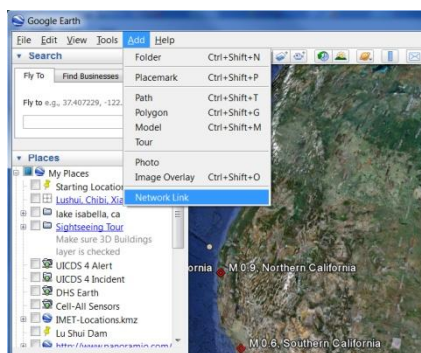 Google Earth
File Edit View Tools Add Help
Search
Fly To Find Businesses
Fly to e.g., 37.407229, -122.
Folder Ctrl+Shift+N
Placemark Ctrl+Shift+P
Path Ctrl+Shift+T
Polygon Ctrl+Shift+G
Model Ctrl+Shift+M
Tour
Photo
Image Overlay Ctrl+Shift+O
Network Link
Places
My Places
Starting Location
Lushui, Chibi, Xia
lake isabella, ca
Sightseeing Tour
Make sure 3D Buildings
layer is checked
UICDS 4 Alert
UICDS 4 Incident
DHS Earth
Cell-All Sensors
IMET-Locations.kmz
Lu Shui Dam
http://www.panoramio.com/
ornia
M 0.9, Northern California
M 0.6, Southern California